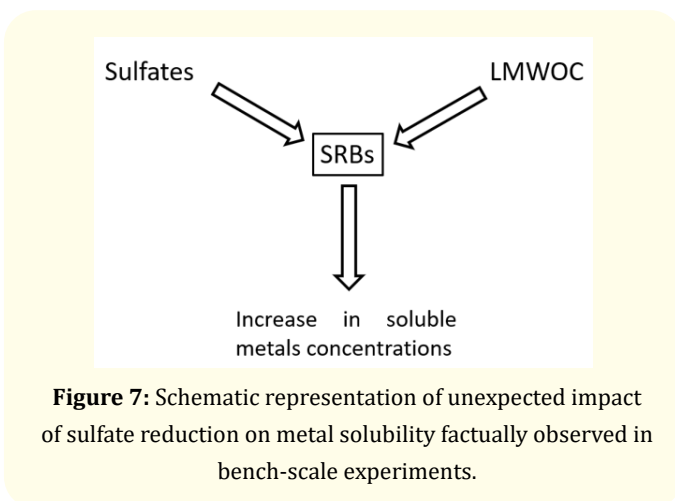 Sulfates
LMWOC
SRBs
Increase in soluble
metals concentrations
Figure 7: Schematic representation of unexpected impact
of sulfate reduction on metal solubility factually observed in
bench-scale experiments.